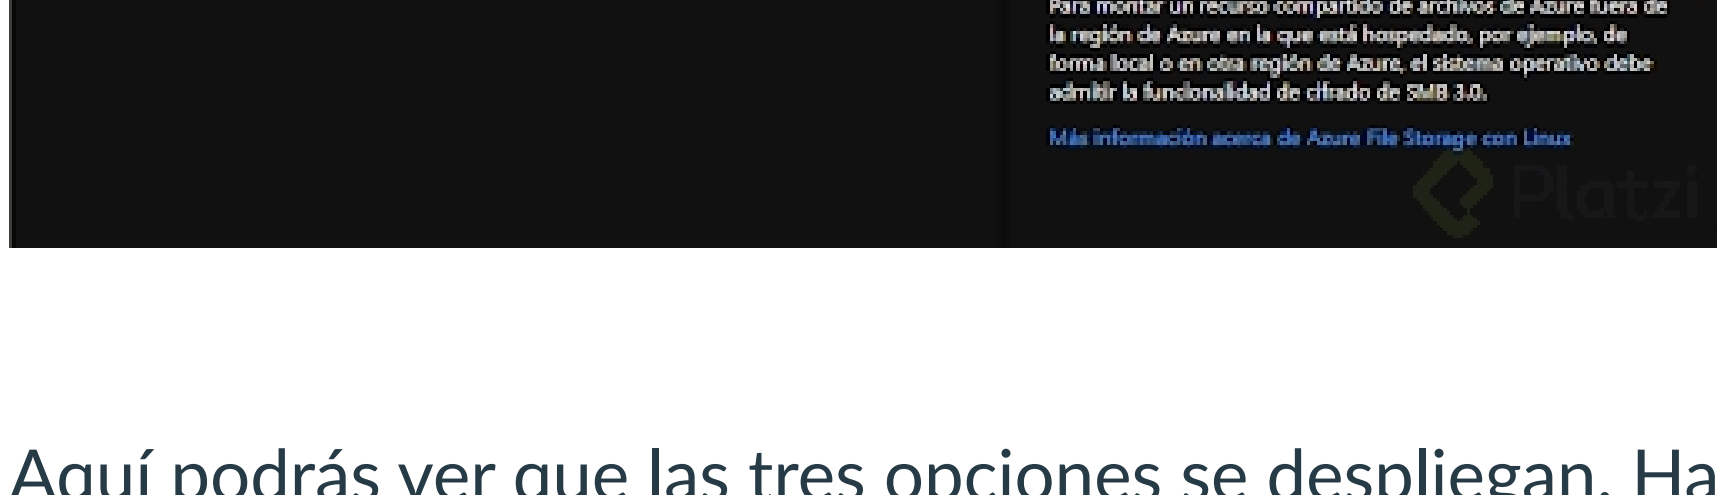 Para montar un recurso compartido de archivos de Azure fuera de
la región de Azure en la que está hospedado, por ejemplo, de
forma local o en otra región de Azure, el sistema operativo debe
admitir la funcionalidad de cifrado de SMB 3.0.
Más información acerca de Azure File Storage con Linux
Platzi
Aquí podrás ver que las tres opciones se despliegan. Ha